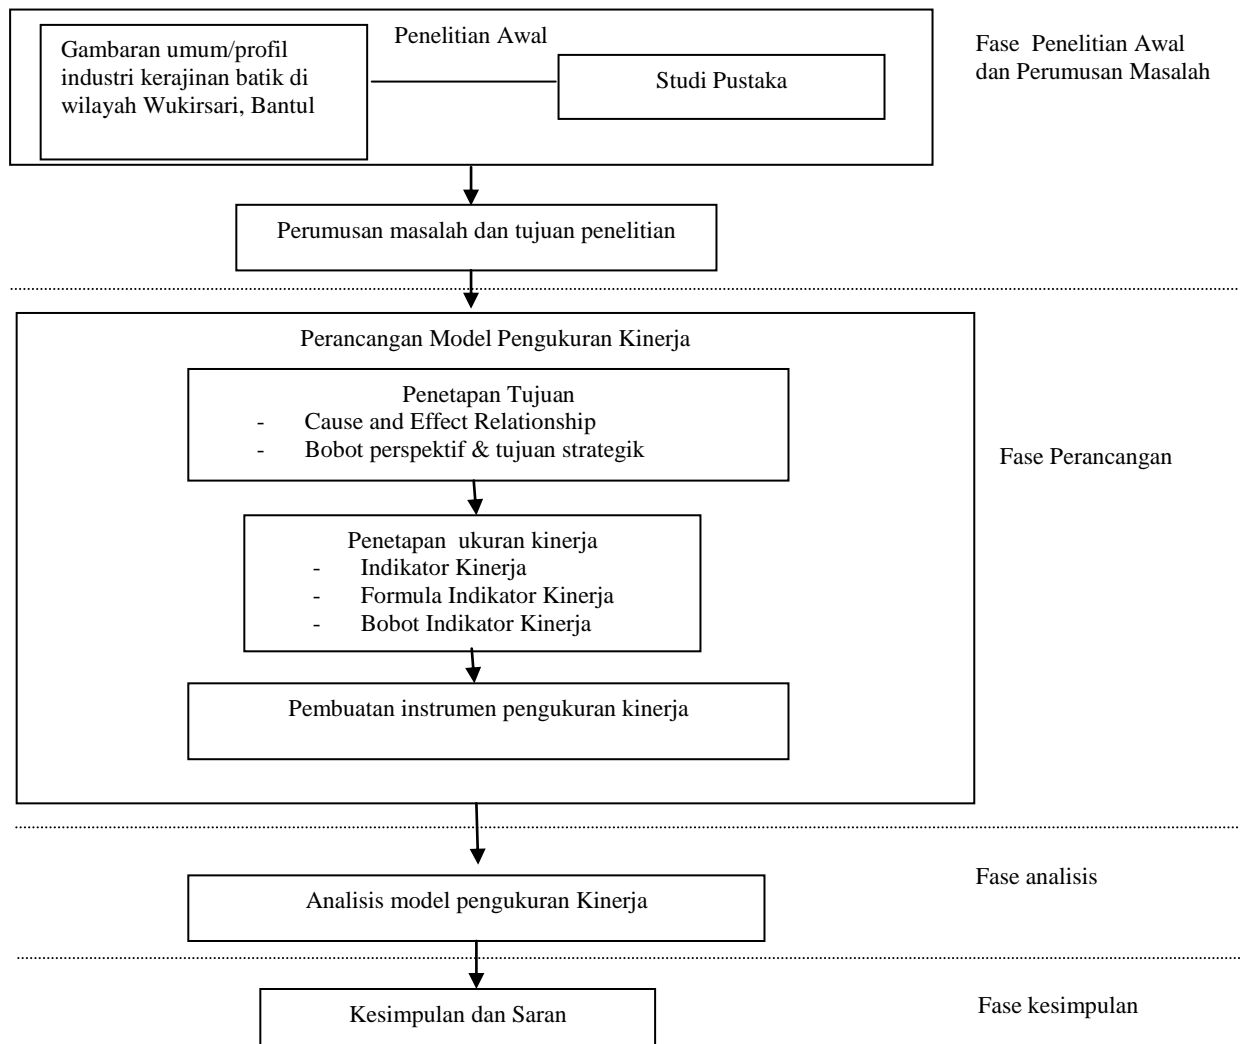 Penelitian Awal
Gambaran umum/profil
industri kerajinan batik di
wilayah Wukirsari, Bantul
Studi Pustaka
Fase Penelitian Awal
dan Perumusan Masalah
Perumusan masalah dan tujuan penelitian
Perancangan Model Pengukuran Kinerja
Penetapan Tujuan
- Cause and Effect Relationship
- Bobot perspektif & tujuan strategik
Fase Perancangan
Penetapan ukuran kinerja
- Indikator Kinerja
- Formula Indikator Kinerja
- Bobot Indikator Kinerja
Pembuatan instrumen pengukuran kinerja
Analisis model pengukuran Kinerja
Fase analisis
Kesimpulan dan Saran
Fase kesimpulan